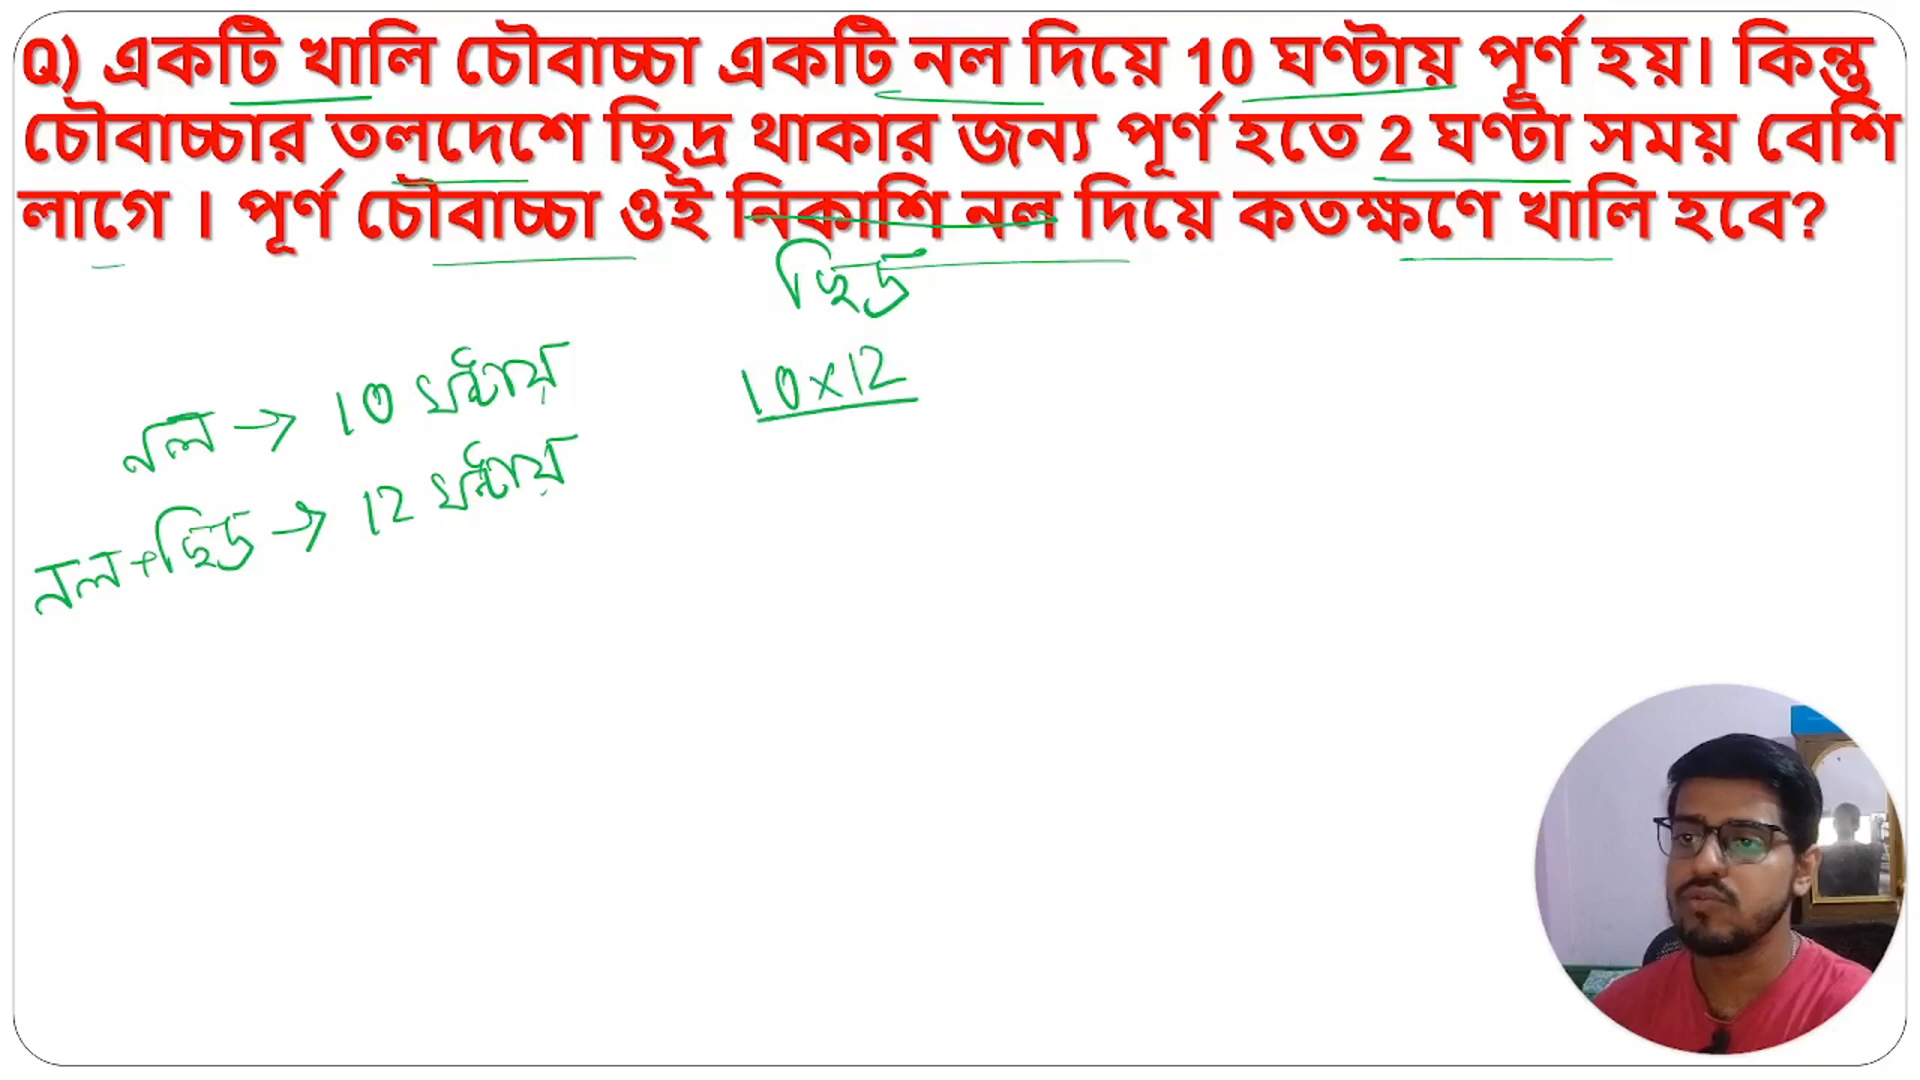 Q) একটি খালি চৌবাচ্চা একটি নল দিয়ে 10 ঘণ্টায় পূর্ণ হয়। কিন্তু
চৌবাচ্চার তলদেশে ছিদ্র থাকার জন্য পূর্ণ হতে 2 ঘণ্টা সময় বেশি
লাগে । পূর্ণ চৌবাচ্চা ওই নিকাশি নল দিয়ে কতক্ষণে খালি হবে?
ছিদ্র
নল → 10 ঘন্টায়
10 × 12
নল + ছিদ্র → 12 ঘন্টায়